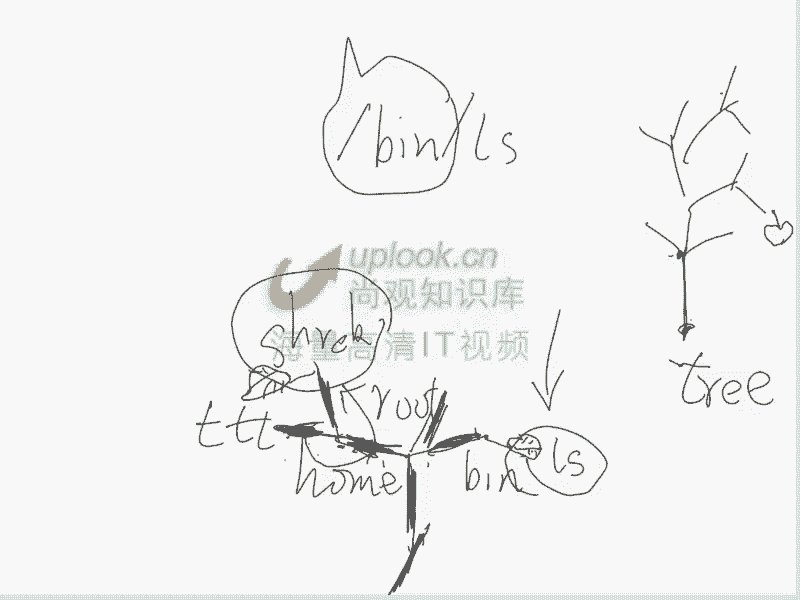 /bin/ls
uplook.cn
尚观知识库
海量高清IT视频
shrek
tree
root
ttt
home
bin
ls